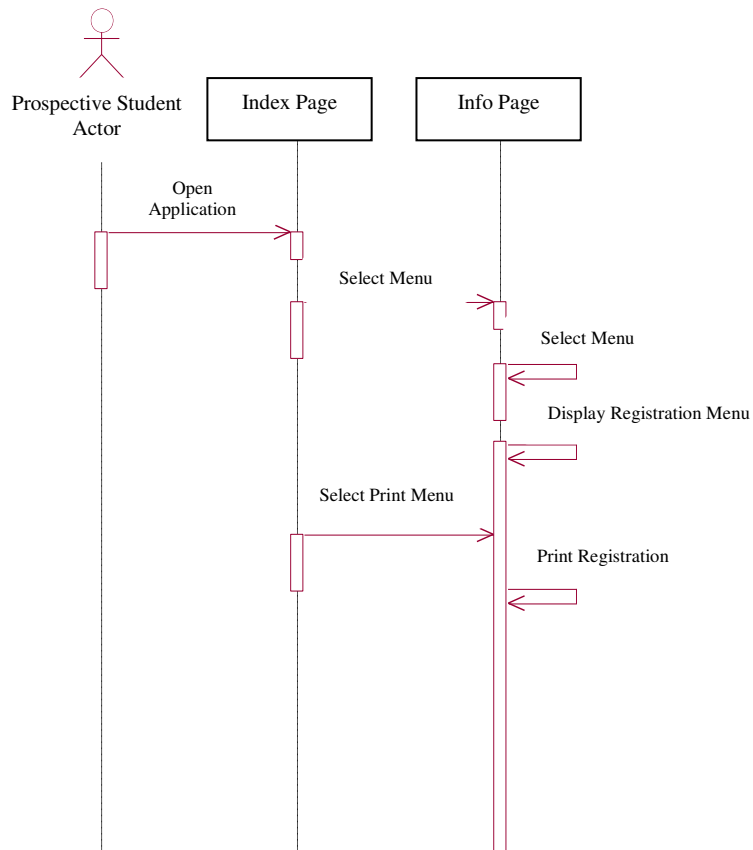 Prospective Student
Actor
Index Page
Info Page
Open
Application
Select Menu
Select Menu
Display Registration Menu
Select Print Menu
Print Registration